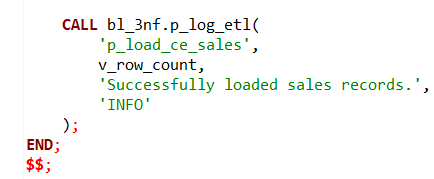 CALL bl_3nf.p_log_etl(
'p_load_ce_sales',
v_row_count,
'Successfully loaded sales records.',
'INFO'
);
END;
$$;